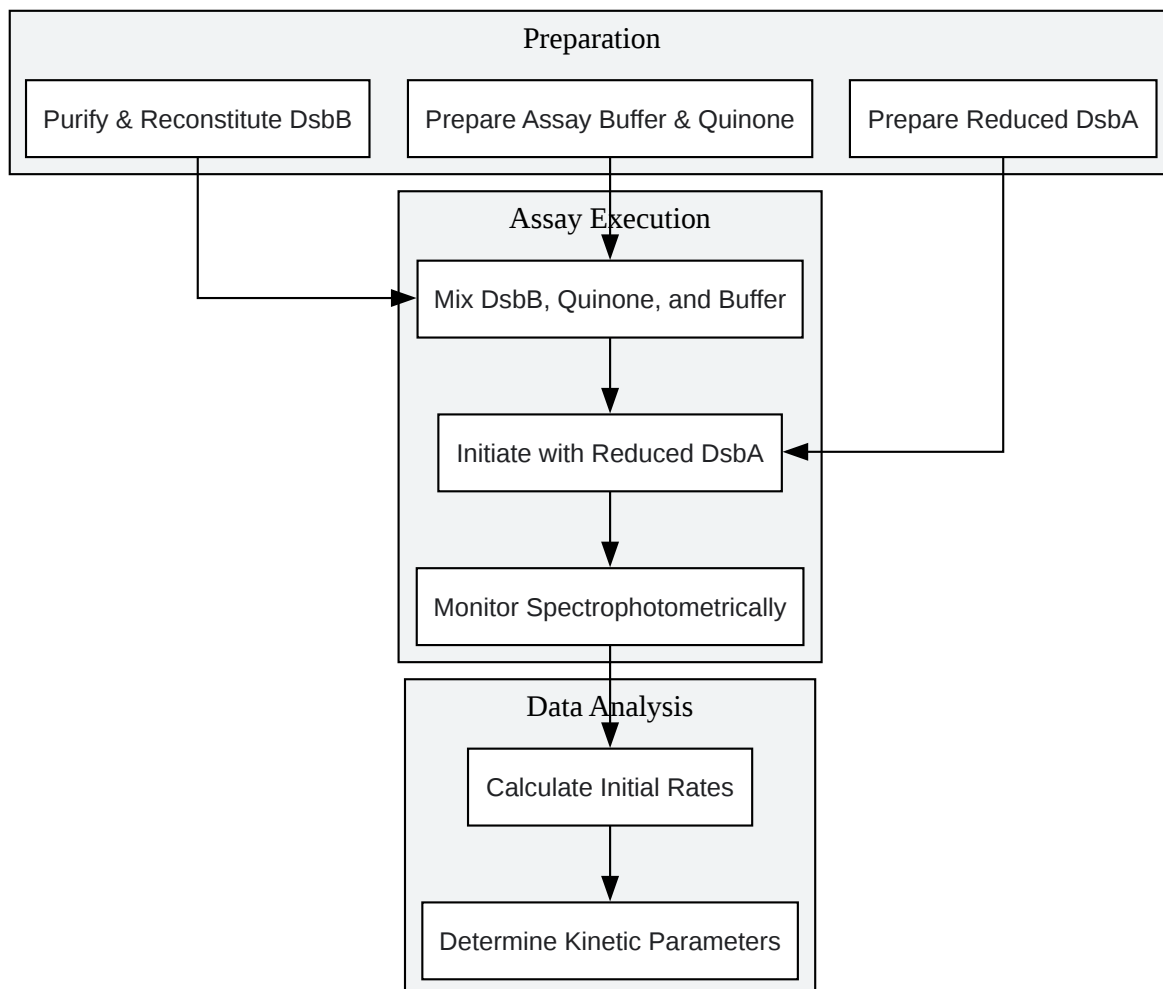 Preparation
Purify & Reconstitute DsbB
Prepare Assay Buffer & Quinone
Prepare Reduced DsbA
Assay Execution
Mix DsbB, Quinone, and Buffer
Initiate with Reduced DsbA
Monitor Spectrophotometrically
Data Analysis
Calculate Initial Rates
Determine Kinetic Parameters